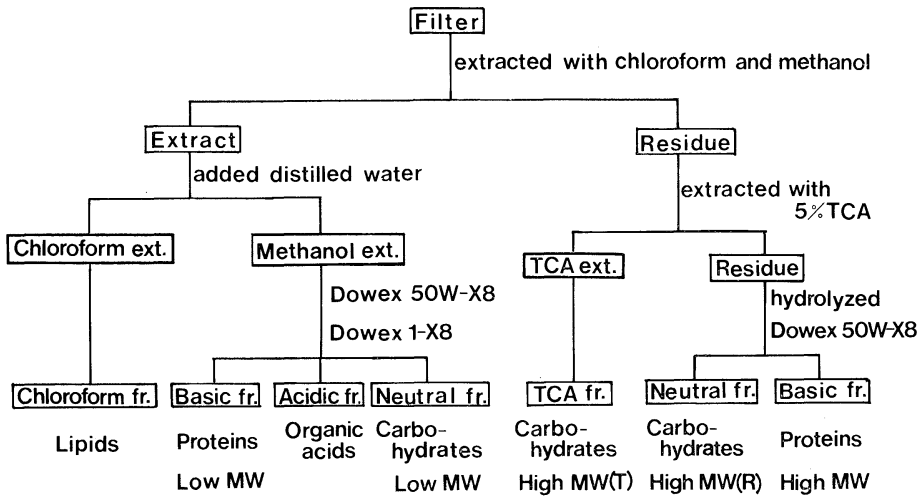 Filter
extracted with chloroform and methanol
Extract
Residue
added distilled water
extracted with
5%TCA
Chloroform ext.
Methanol ext.
TCA ext.
Residue
Dowex 50W-X8
Dowex 1-X8
hydrolyzed
Dowex 50W-X8
Chloroform fr.
Basic fr.
Acidic fr.
Neutral fr.
TCA fr.
Neutral fr.
Basic fr.
Lipids
Proteins
Low MW
Organic
acids
Carbo-
hydrates
Low MW
Carbo-
hydrates
High MW(T)
Carbo-
hydrates
High MW(R)
Proteins
High MW